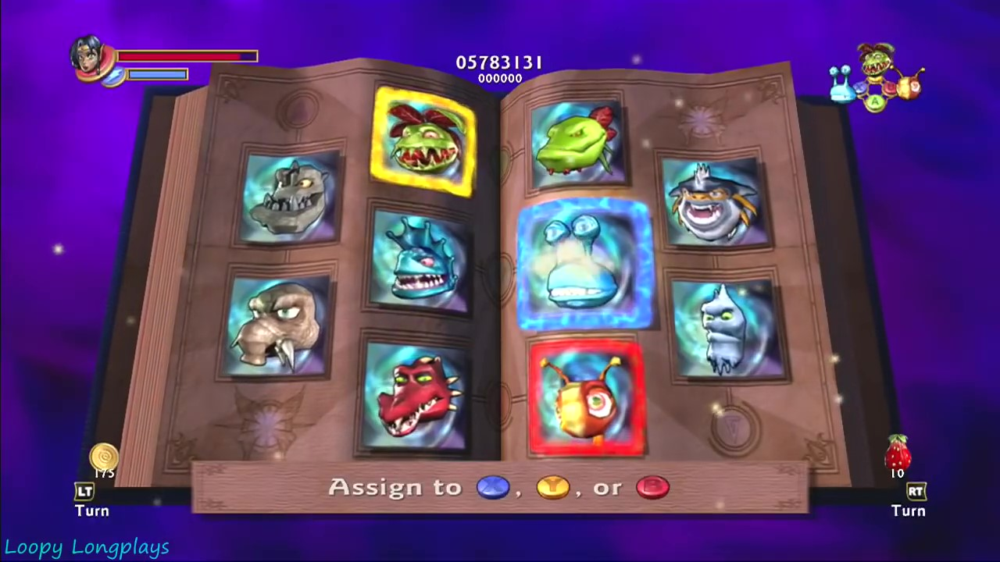 05783131
000000
A
175
10
LT
RT
Assign to X, Y, or B
Turn
Turn
Loopy Longplays